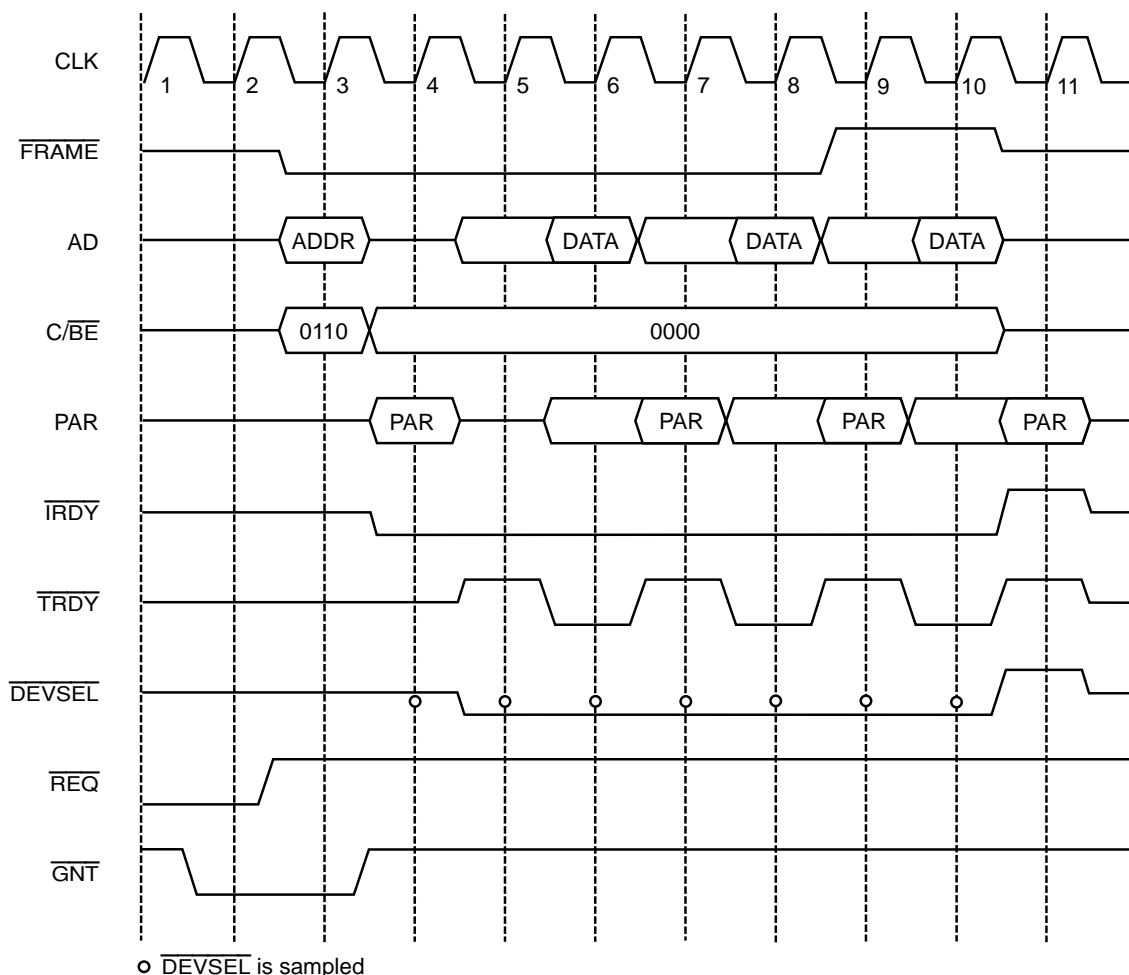 CLK
1 2 3 4 5 6 7 8 9 10 11
FRAME
AD ADDR DATA DATA DATA
C/BE 0110 0000
PAR PAR PAR PAR PAR
IRDY
TRDY
DEVSEL
REQ
GNT
DEVSEL is sampled